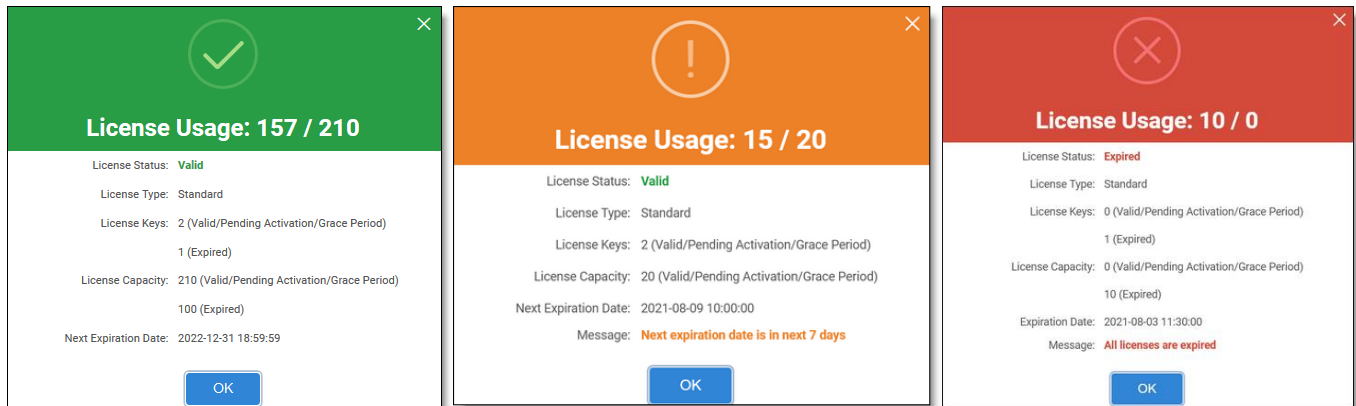 License Usage: 157 / 210
License Status: Valid
License Type: Standard
License Keys: 2 (Valid/Pending Activation/Grace Period)
1 (Expired)
License Capacity: 210 (Valid/Pending Activation/Grace Period)
100 (Expired)
Next Expiration Date: 2022-12-31 18:59:59
OK
License Usage: 15 / 20
License Status: Valid
License Type: Standard
License Keys: 2 (Valid/Pending Activation/Grace Period)
License Capacity: 20 (Valid/Pending Activation/Grace Period)
Next Expiration Date: 2021-08-09 10:00:00
Message: Next expiration date is in next 7 days
OK
License Usage: 10 / 0
License Status: Expired
License Type: Standard
License Keys: 0 (Valid/Pending Activation/Grace Period)
1 (Expired)
License Capacity: 0 (Valid/Pending Activation/Grace Period)
10 (Expired)
Expiration Date: 2021-08-03 11:30:00
Message: All licenses are expired
OK